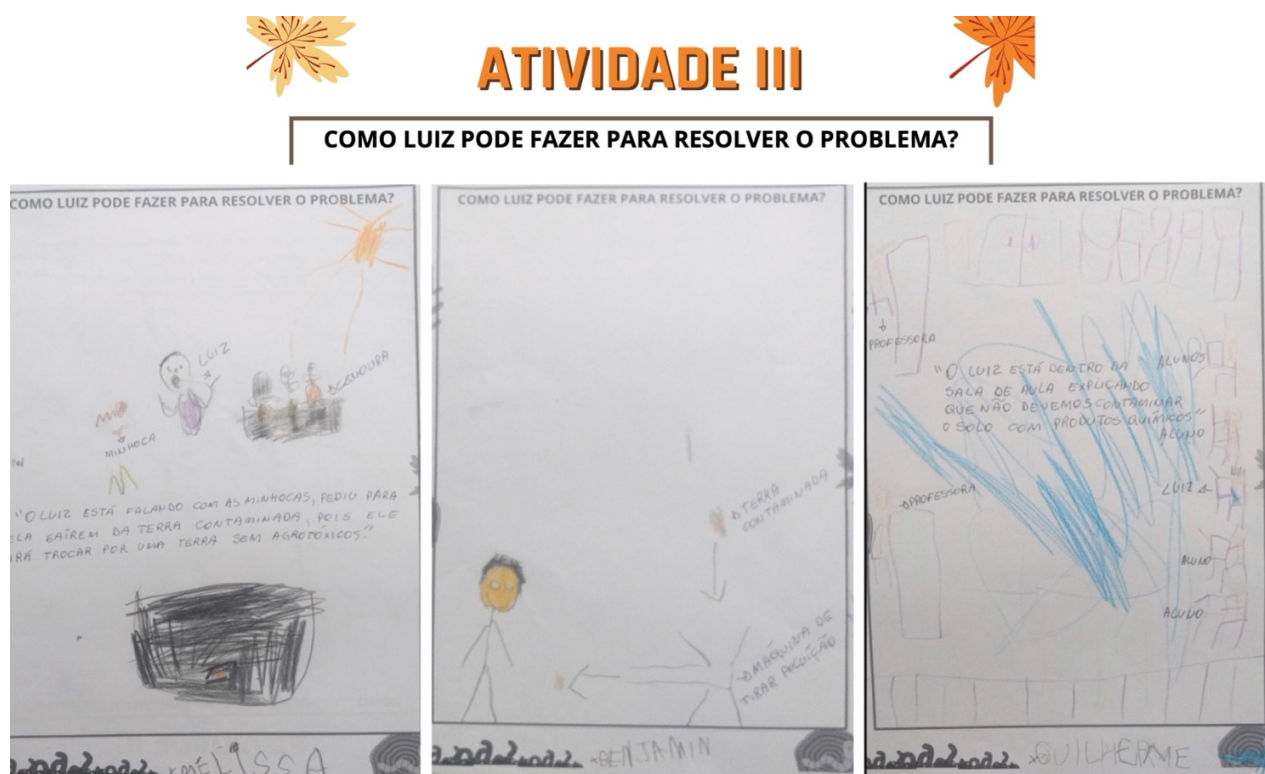 ATIVIDADE III
COMO LUIZ PODE FAZER PARA RESOLVER O PROBLEMA?
COMO LUIZ PODE FAZER PARA RESOLVER O PROBLEMA?
LUIZ
CENOURA
MINHOCA
"O LUIZ ESTÁ FALANDO COM AS MINHOCAS, PEDIU PARA
ELA SAÍREM DA TERRA CONTAMINADA, POIS ELE
IRÁ TROCAR POR UMA TERRA SEM AGROTÓXICOS."
MELISSA
COMO LUIZ PODE FAZER PARA RESOLVER O PROBLEMA?
TERRA
CONTAMINADA
MÁQUINA DE
TIRAR POLUIÇÃO
BENJAMIN
COMO LUIZ PODE FAZER PARA RESOLVER O PROBLEMA?
PROFESSORA
"O LUIZ ESTÁ DENTRO DA
SALA DE AULA EXPLICANDO
QUE NÃO DEVEMOS CONTAMINAR
O SOLO COM PRODUTOS QUÍMICOS"
ALUNOS
ALUNO
LUIZ
PROFESSORA
ALUNO
ALUNO
GUILHERME